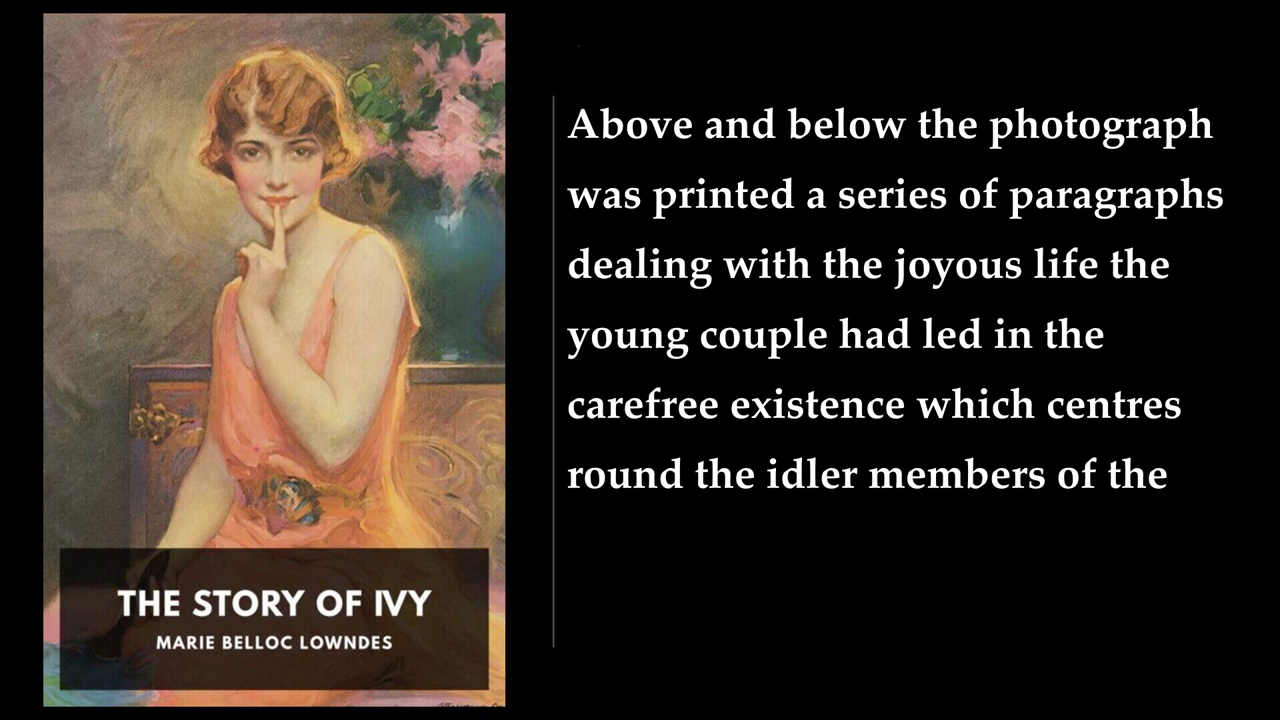 THE STORY OF IVY
MARIE BELLOC LOWNDES
Above and below the photograph
was printed a series of paragraphs
dealing with the joyous life the
young couple had led in the
carefree existence which centres
round the idler members of the